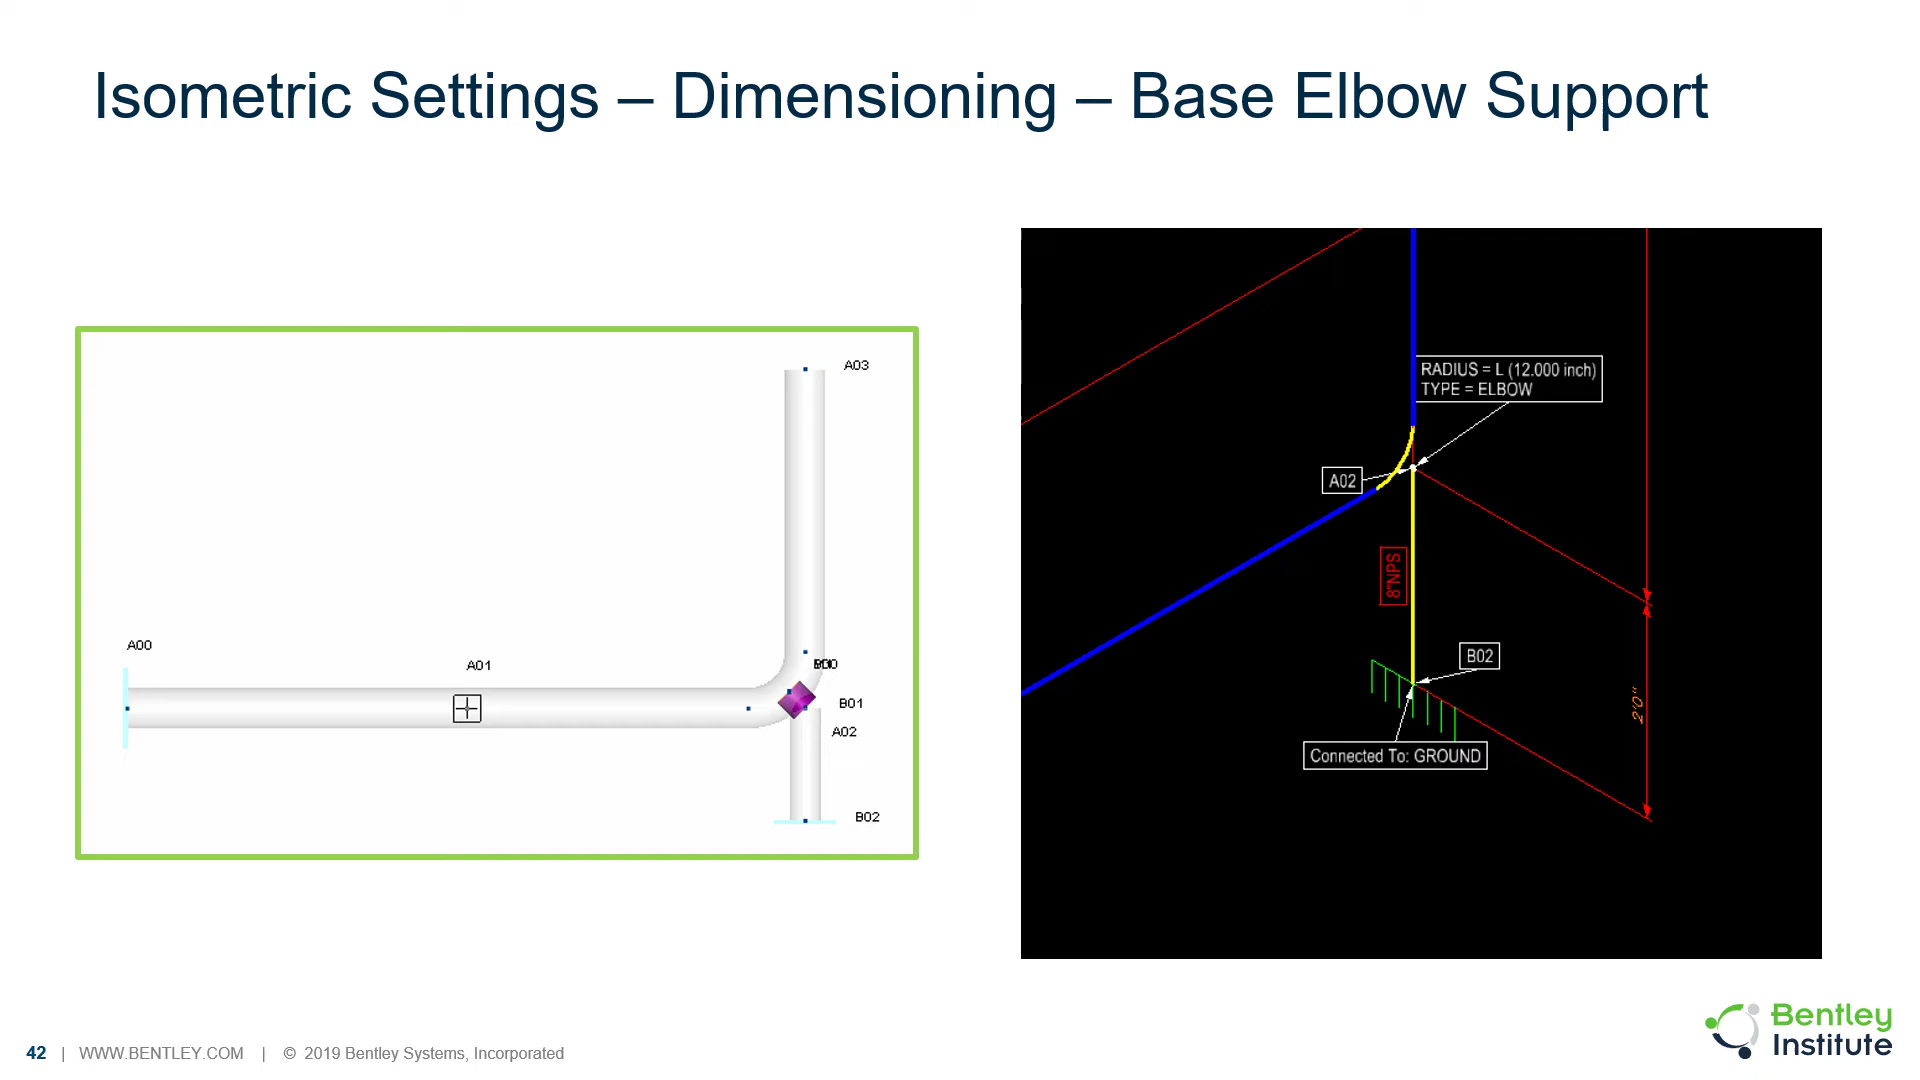 Isometric Settings – Dimensioning – Base Elbow Support
A03
A00
A01
B01
A02
B02
RADIUS = L (12.000 inch)
TYPE = ELBOW
A02
8"NPS
B02
2'0"
Connected To: GROUND
42 | WWW.BENTLEY.COM | © 2019 Bentley Systems, Incorporated
Bentley
Institute